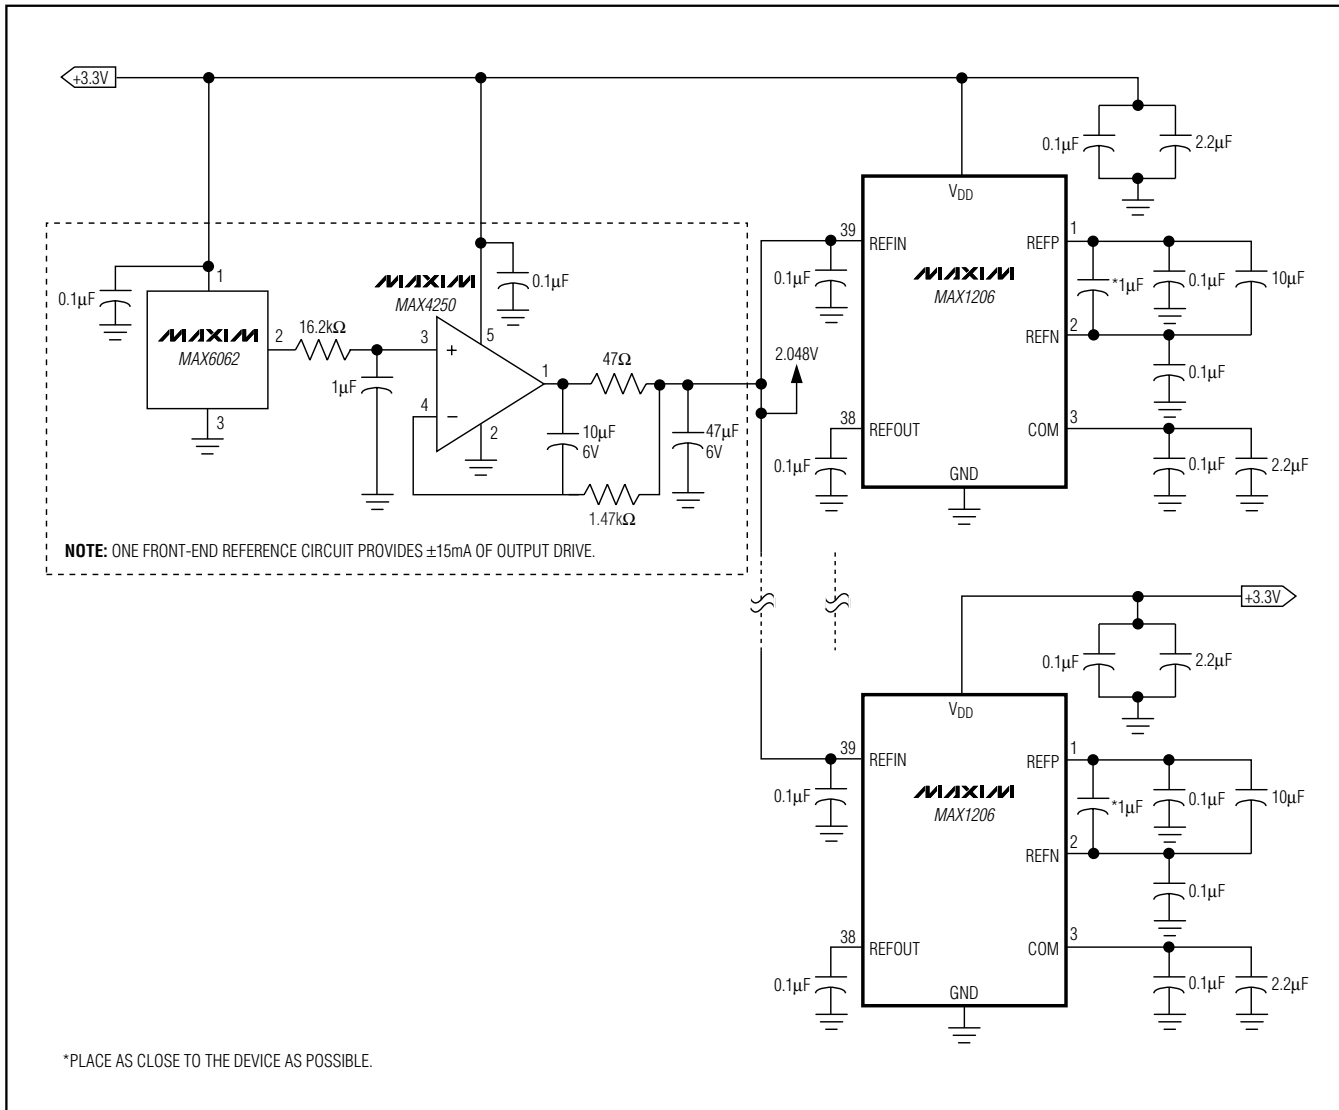 +3.3V
0.1µF
2.2µF
VDD
39
REFIN
REFP
1
0.1µF
MAXIM
MAX1206
*1µF
0.1µF
10µF
REFN
2
0.1µF
38
REFOUT
COM
3
0.1µF
GND
0.1µF
2.2µF
0.1µF
1
MAXIM
MAX6062
2
3
16.2kΩ
1µF
MAXIM
MAX4250
0.1µF
5
3
+
4
−
1
2
47Ω
10µF
6V
47µF
6V
1.47kΩ
2.048V
NOTE: ONE FRONT-END REFERENCE CIRCUIT PROVIDES ±15mA OF OUTPUT DRIVE.
+3.3V
0.1µF
2.2µF
VDD
39
REFIN
REFP
1
0.1µF
MAXIM
MAX1206
*1µF
0.1µF
10µF
REFN
2
0.1µF
38
REFOUT
COM
3
0.1µF
GND
0.1µF
2.2µF
*PLACE AS CLOSE TO THE DEVICE AS POSSIBLE.